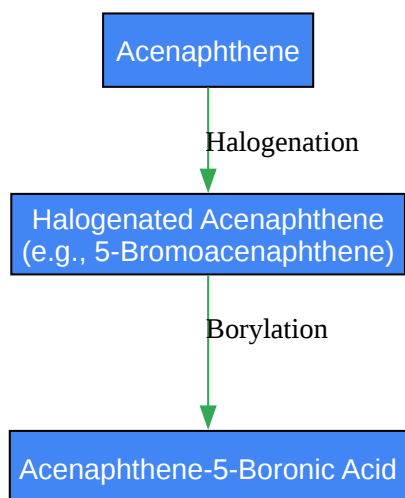 Acenaphthene
Halogenation
Halogenated Acenaphthene
(e.g., 5-Bromoacenaphthene)
Borylation
Acenaphthene-5-Boronic Acid